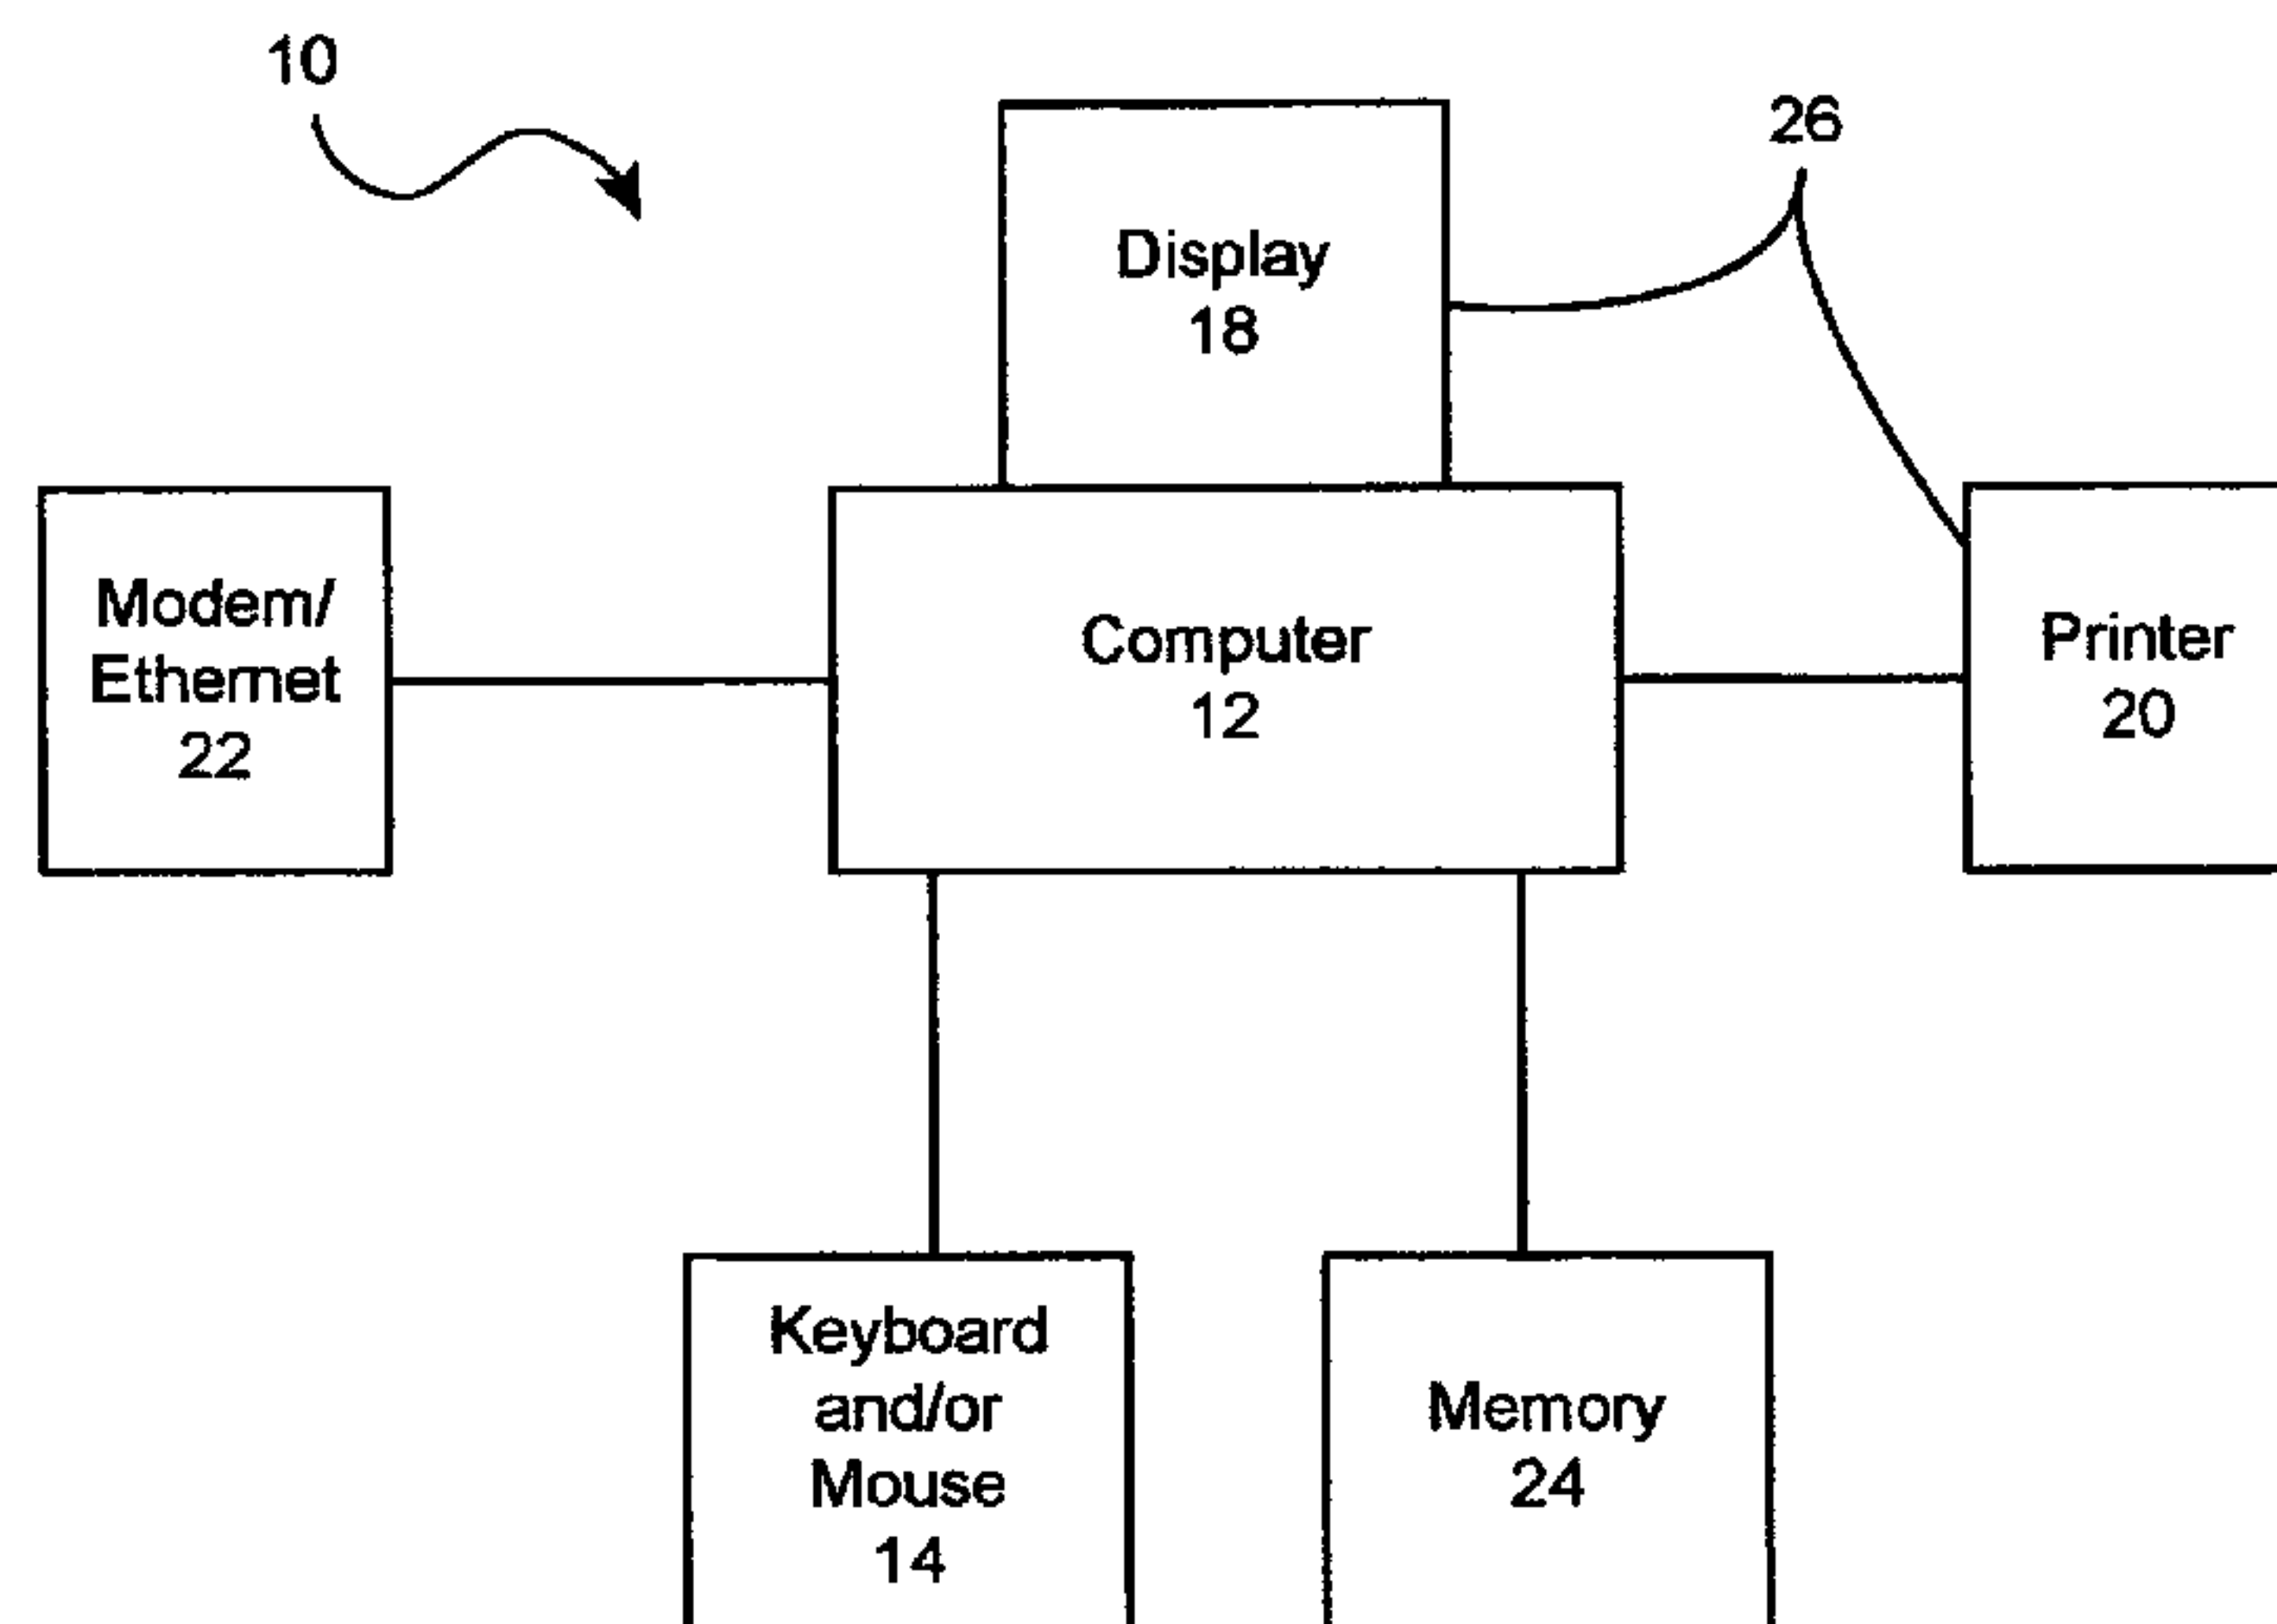 10
26
Display
18
Modem/
Ethernet
22
Computer
12
Printer
20
Keyboard
and/or
Mouse
14
Memory
24